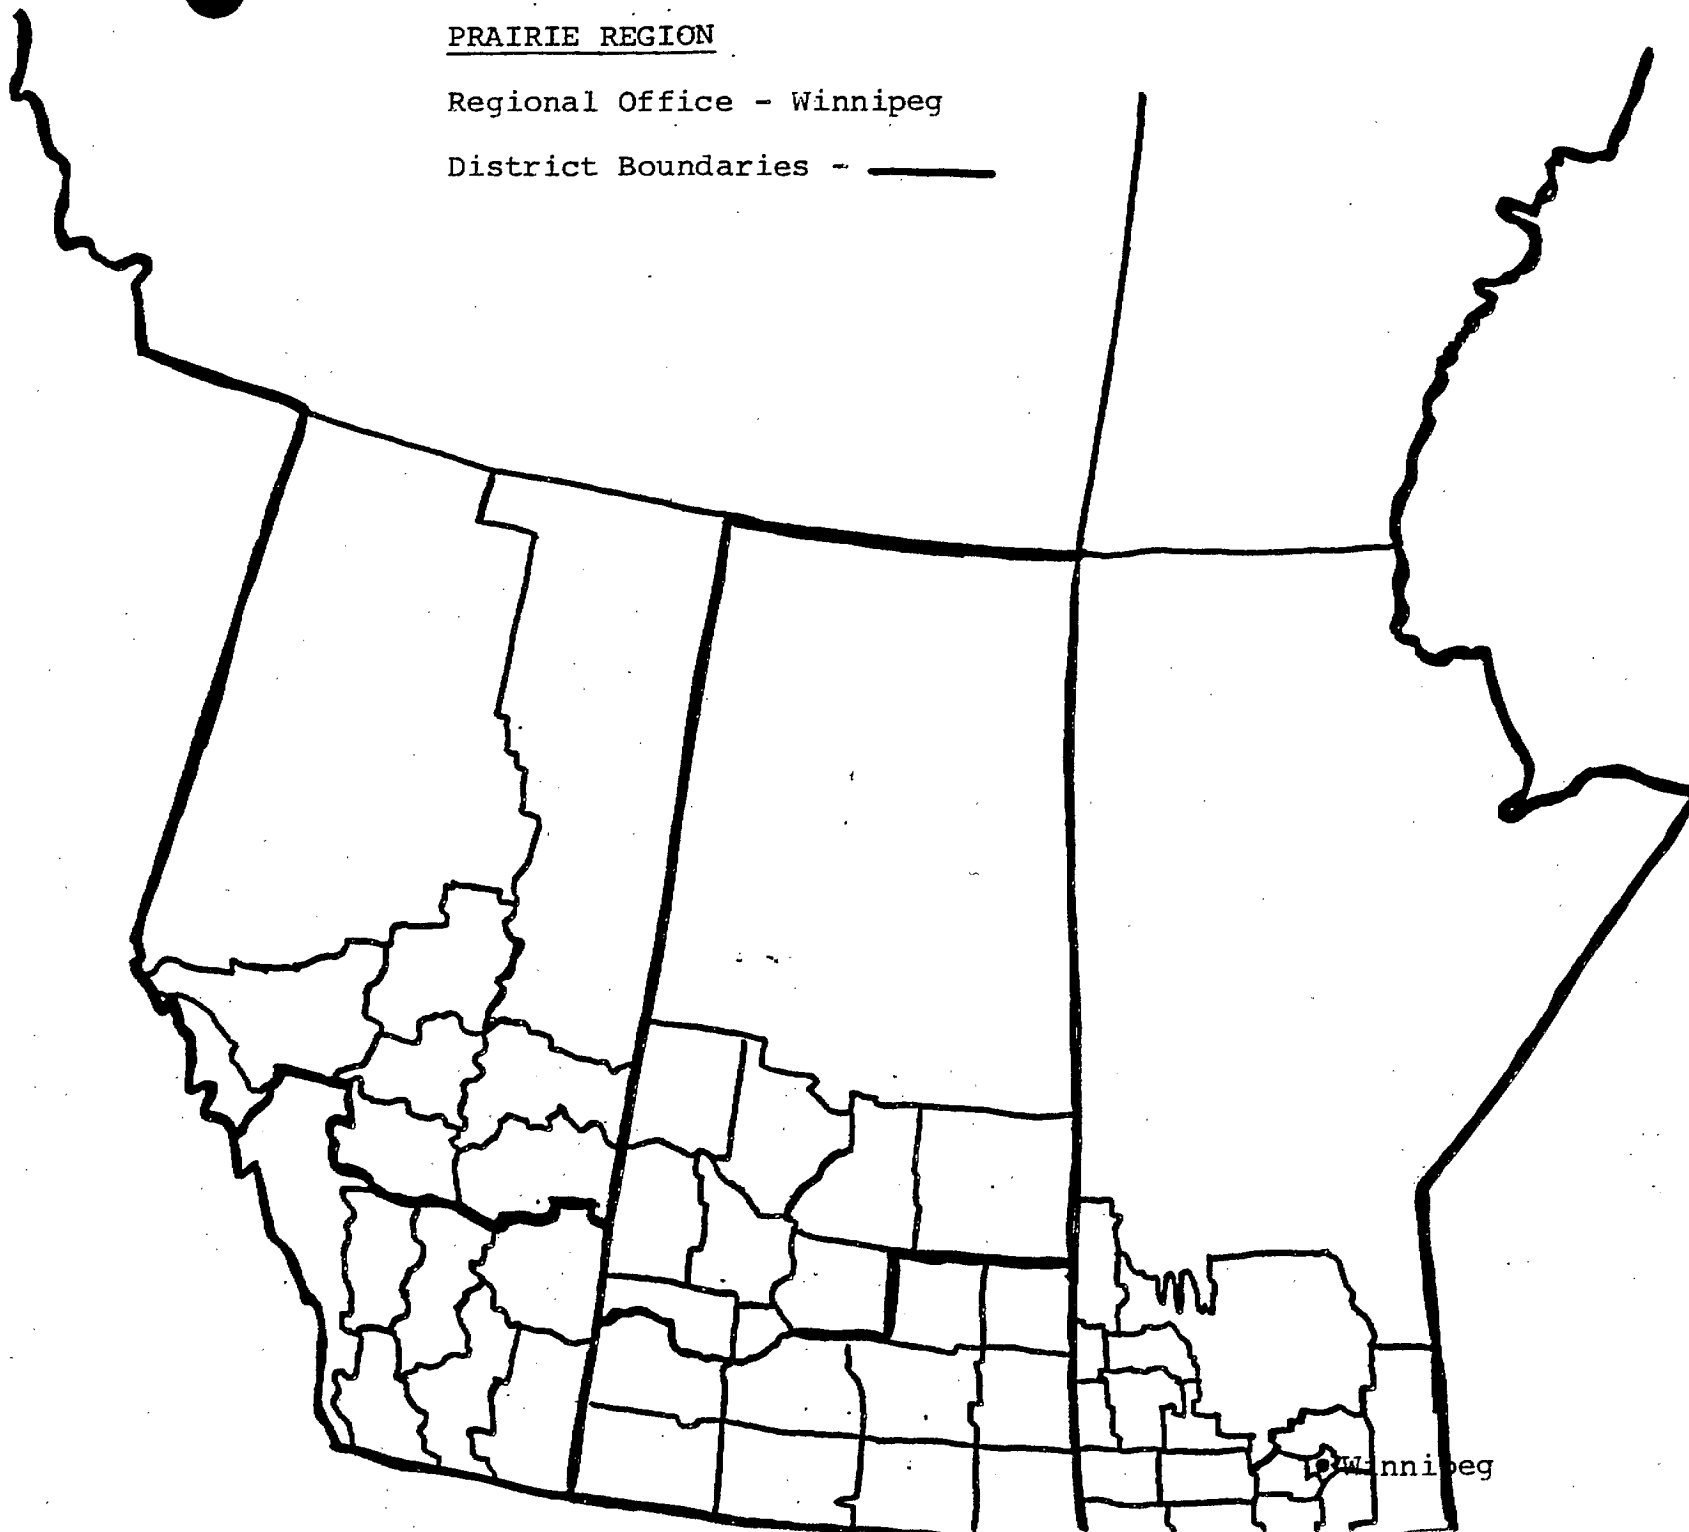 PRAIRIE REGION
Regional Office - Winnipeg
District Boundaries -
Winnipeg